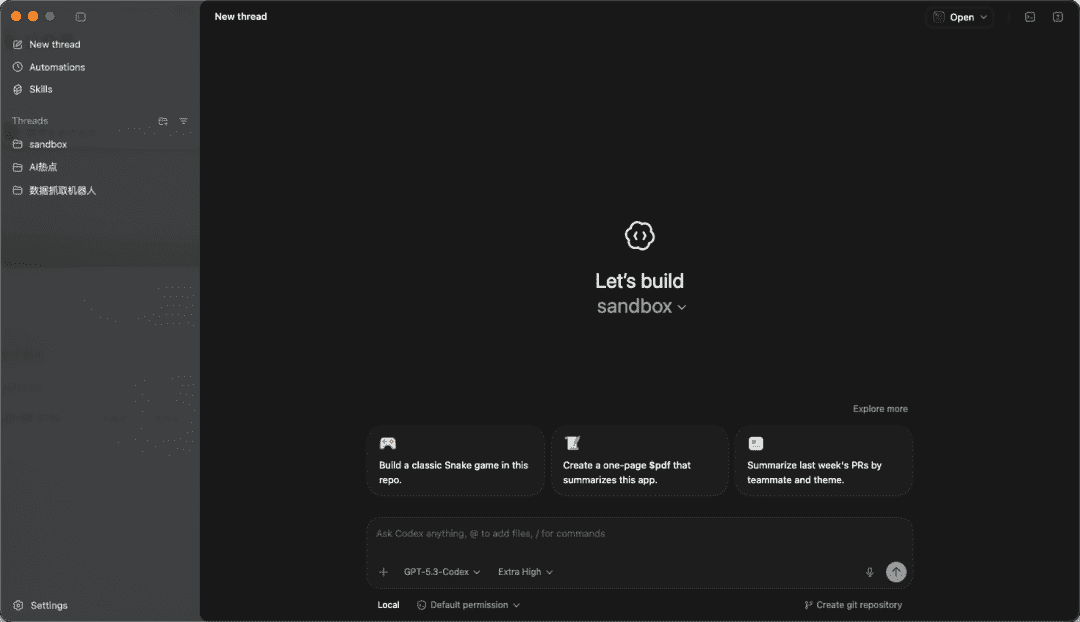 New thread
Automations
Skills
Threads
sandbox
AI热点
数据抓取机器人
Settings
New thread
Open
Let's build
sandbox
Explore more
Build a classic Snake game in this
repo.
Create a one-page $pdf that
summarizes this app.
Summarize last week's PRs by
teammate and theme.
Ask Codex anything, @ to add files, / for commands
GPT-5.3-Codex
Extra High
Local
Default permission
Create git repository